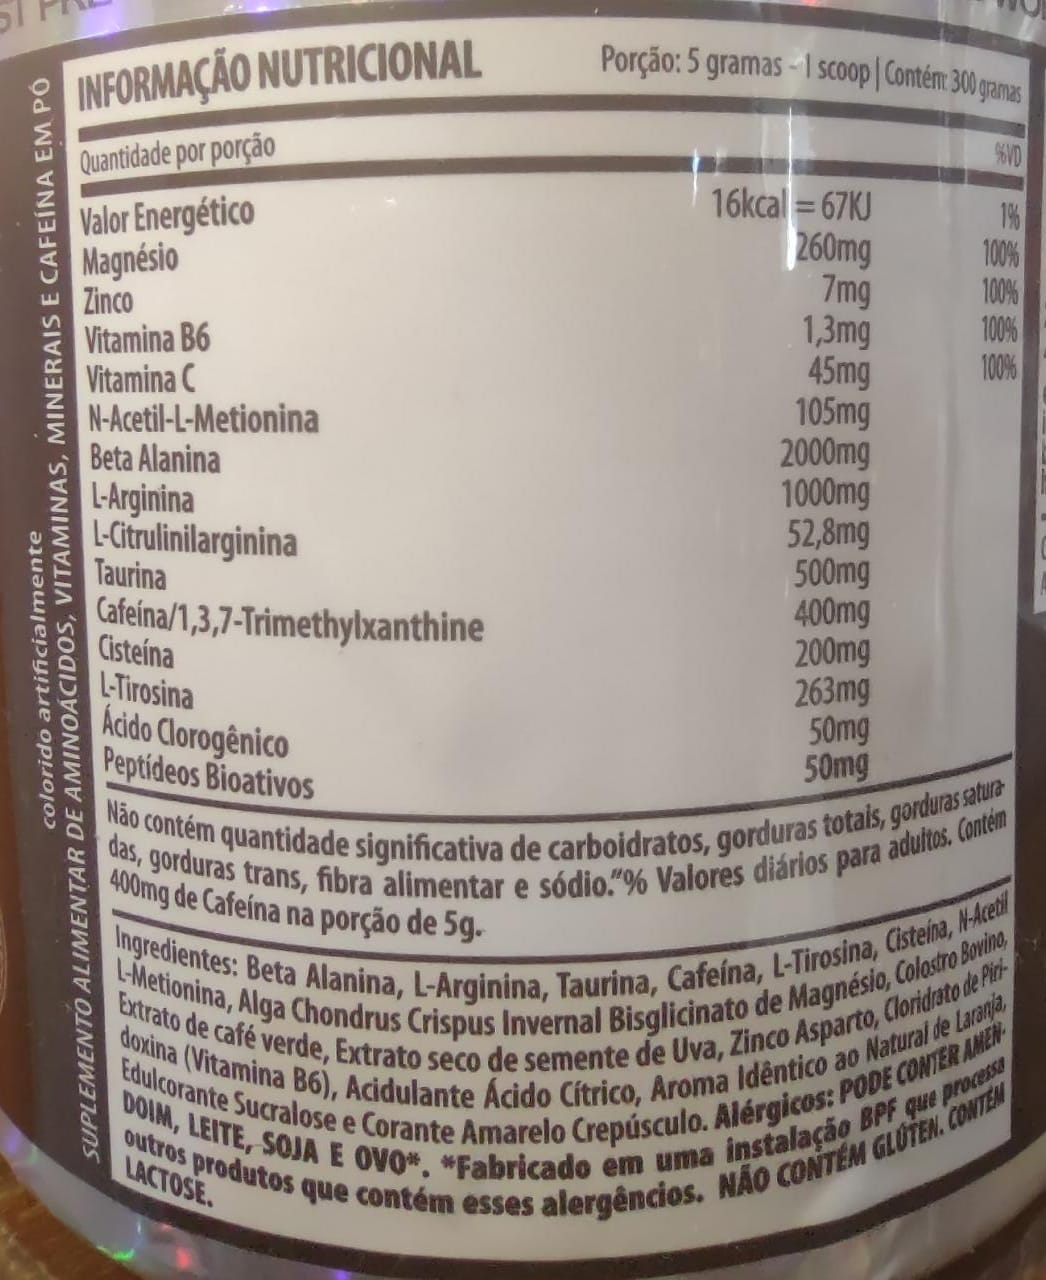 INFORMAÇÃO NUTRICIONAL
Porção: 5 gramas - 1 scoop | Contém: 300 gramas
Quantidade por porção %VD
Valor Energético 16kcal = 67KJ 1%
Magnésio 260mg 100%
Zinco 7mg 100%
Vitamina B6 1,3mg 100%
Vitamina C 45mg 100%
N-Acetil-L-Metionina 105mg
Beta Alanina 2000mg
L-Arginina 1000mg
L-Citrulinilarginina 52,8mg
Taurina 500mg
Cafeína/1,3,7-Trimethylxanthine 400mg
Cisteína 200mg
L-Tirosina 263mg
Ácido Clorogênico 50mg
Peptídeos Bioativos 50mg
Não contém quantidade significativa de carboidratos, gorduras totais, gorduras satura-
das, gorduras trans, fibra alimentar e sódio."% Valores diários para adultos. Contém
400mg de Cafeína na porção de 5g.
Ingredientes: Beta Alanina, L-Arginina, Taurina, Cafeína, L-Tirosina, Cisteína, N-Acetil
L-Metionina, Alga Chondrus Crispus Invernal Bisglicinato de Magnésio, Colostro Bovino,
Extrato de café verde, Extrato seco de semente de Uva, Zinco Asparto, Cloridrato de Piri-
doxina (Vitamina B6), Acidulante Ácido Cítrico, Aroma Idêntico ao Natural de Laranja,
Edulcorante Sucralose e Corante Amarelo Crepúsculo. Alérgicos: PODE CONTER AMEN-
DOIM, LEITE, SOJA E OVO*. *Fabricado em uma instalação BPF que processa
outros produtos que contém esses alergêncios. NÃO CONTÉM GLÚTEN. CONTÉM
LACTOSE.
colorido artificialmente
SUPLEMENTO ALIMENTAR DE AMINOÁCIDOS, VITAMINAS, MINERAIS E CAFEÍNA EM PÓ